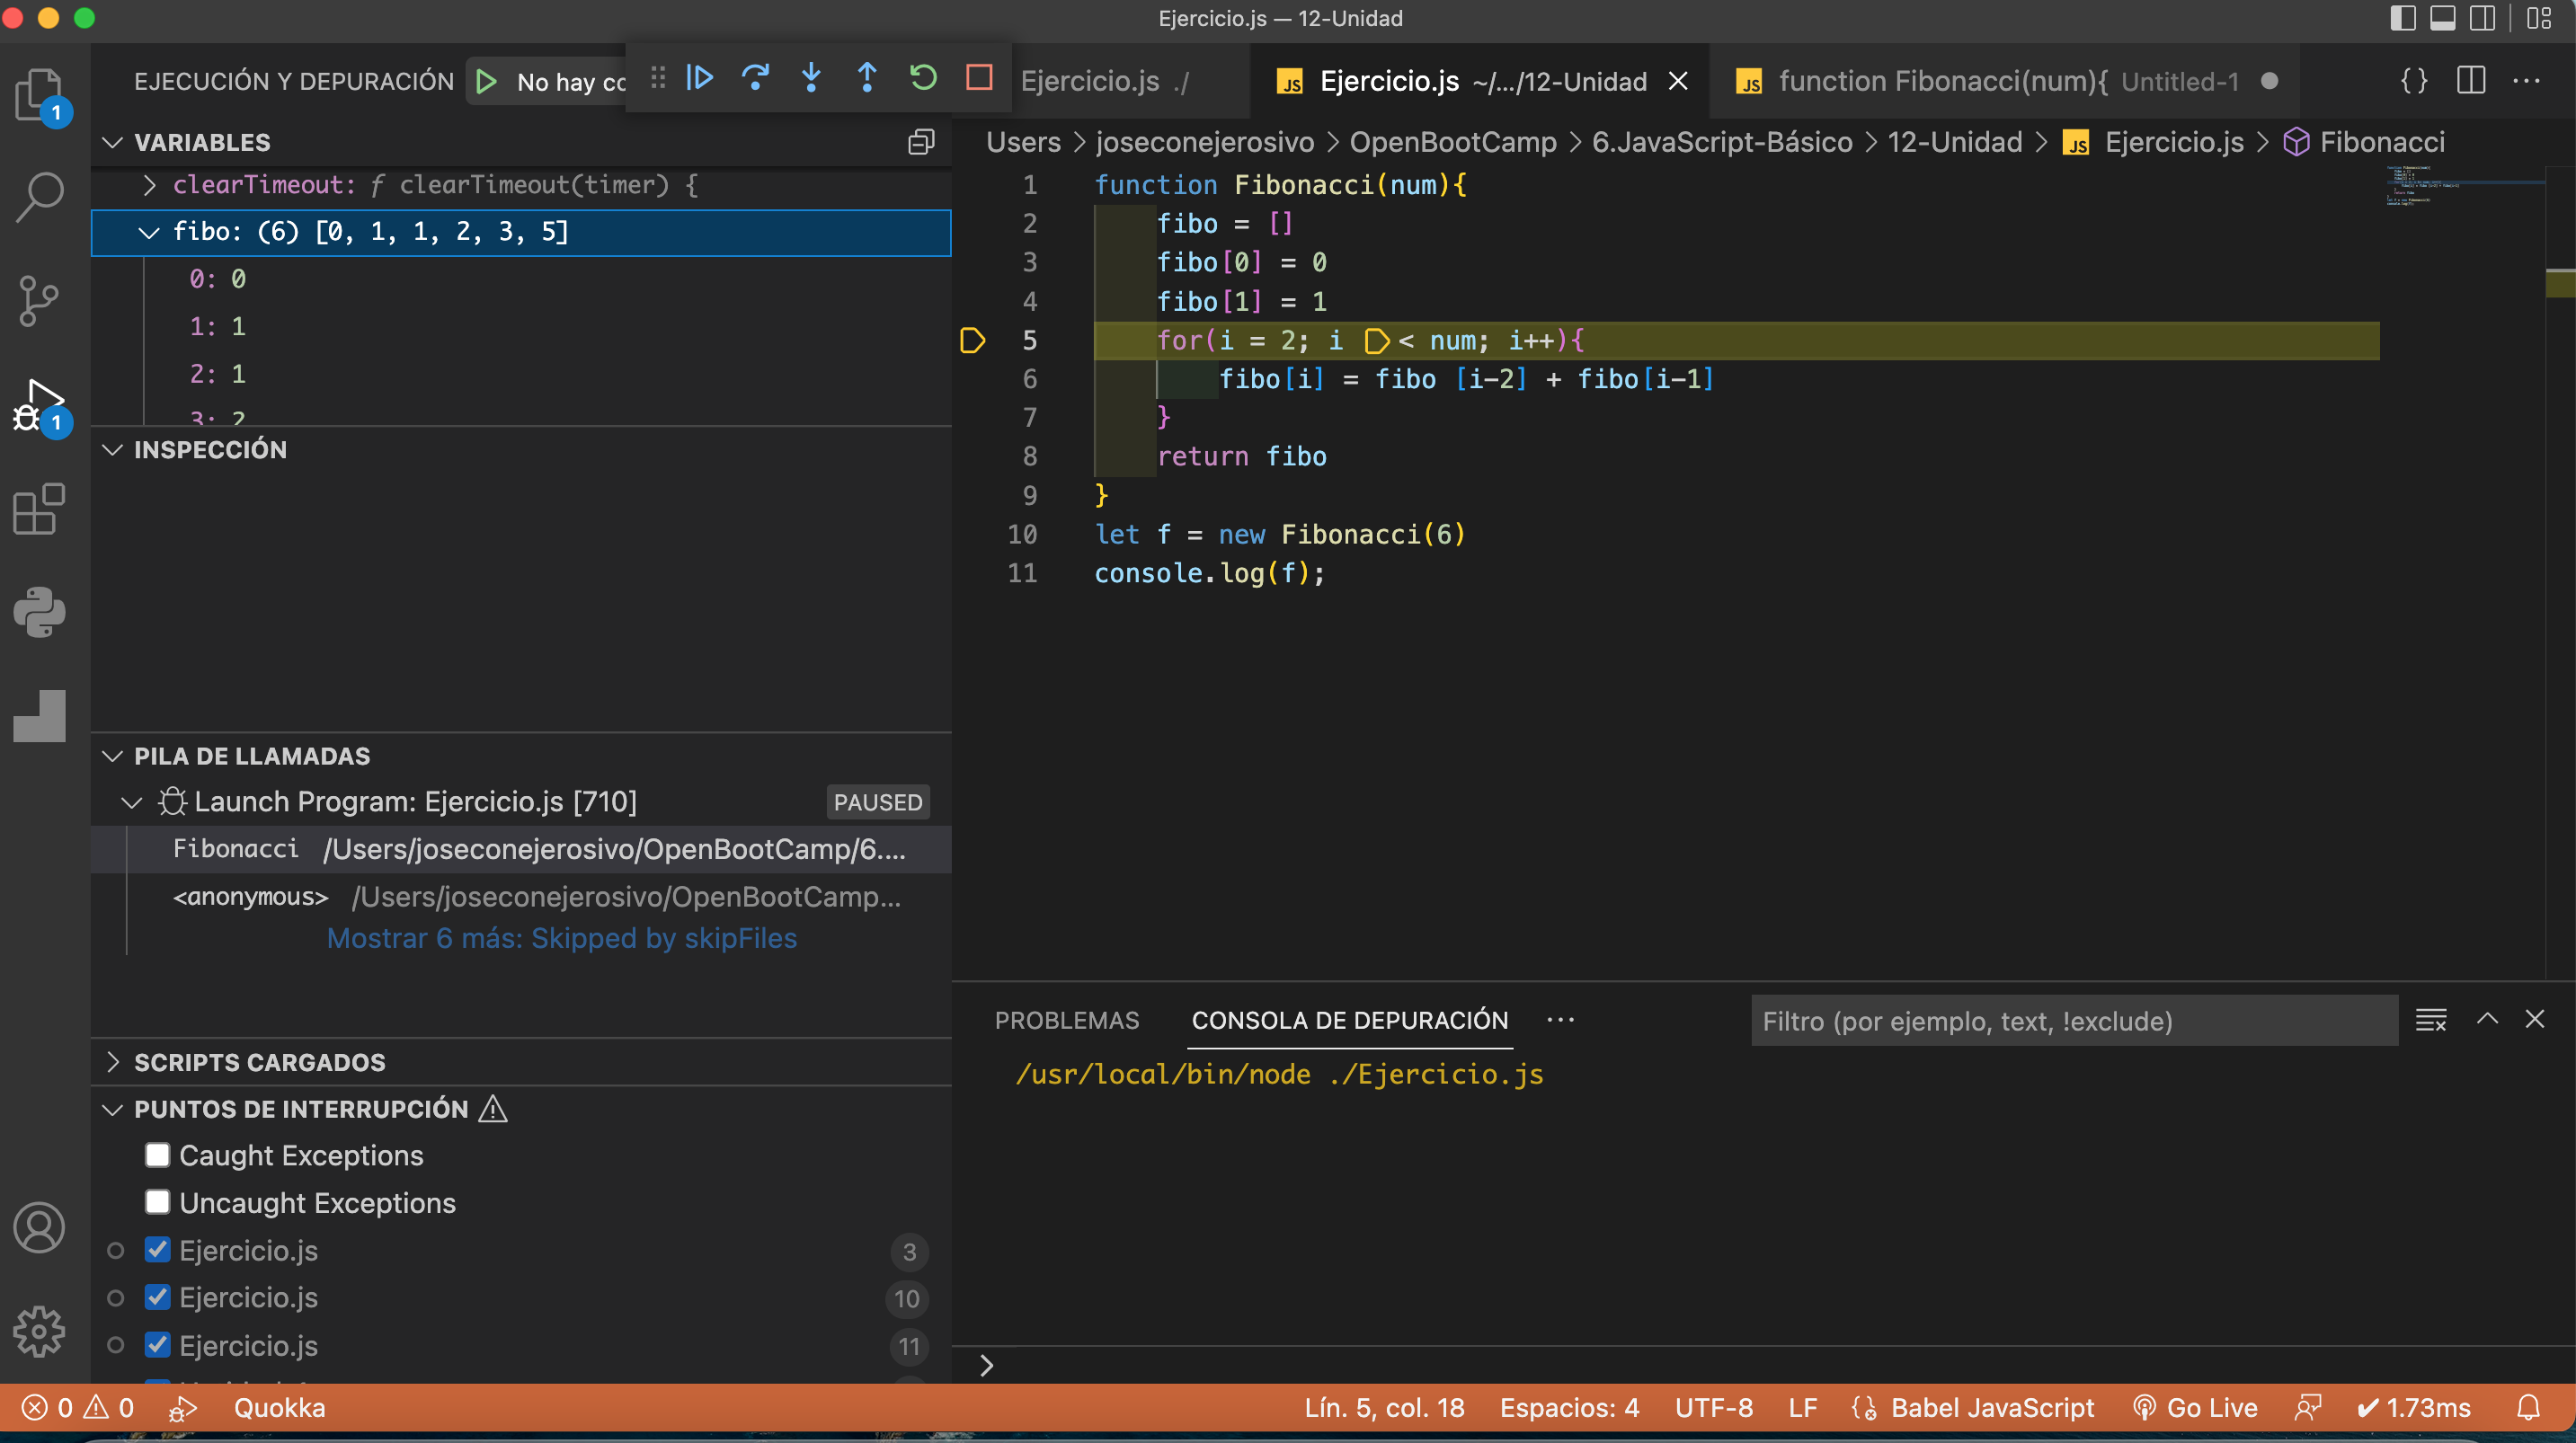 Ejercicio.js — 12-Unidad
EJECUCIÓN Y DEPURACIÓN
No hay co
Ejercicio.js ./
JS Ejercicio.js ~/.../12-Unidad
JS function Fibonacci(num){ Untitled-1
1
VARIABLES
clearTimeout: ƒ clearTimeout(timer) {
fibo: (6) [0, 1, 1, 2, 3, 5]
0: 0
1: 1
2: 1
3: 2
1
INSPECCIÓN
PILA DE LLAMADAS
Launch Program: Ejercicio.js [710] PAUSED
Fibonacci /Users/joseconejerosivo/OpenBootCamp/6....
<anonymous> /Users/joseconejerosivo/OpenBootCamp...
Mostrar 6 más: Skipped by skipFiles
SCRIPTS CARGADOS
PUNTOS DE INTERRUPCIÓN
Caught Exceptions
Uncaught Exceptions
Ejercicio.js 3
Ejercicio.js 10
Ejercicio.js 11
Users > joseconejerosivo > OpenBootCamp > 6.JavaScript-Básico > 12-Unidad > JS Ejercicio.js > Fibonacci
1 function Fibonacci(num){
2 fibo = []
3 fibo[0] = 0
4 fibo[1] = 1
5 for(i = 2; i < num; i++){
6 fibo[i] = fibo [i-2] + fibo[i-1]
7 }
8 return fibo
9 }
10 let f = new Fibonacci(6)
11 console.log(f);
PROBLEMAS CONSOLA DE DEPURACIÓN ... Filtro (por ejemplo, text, !exclude)
/usr/local/bin/node ./Ejercicio.js
0 0 Quokka Lín. 5, col. 18 Espacios: 4 UTF-8 LF Babel JavaScript Go Live ✔ 1.73ms